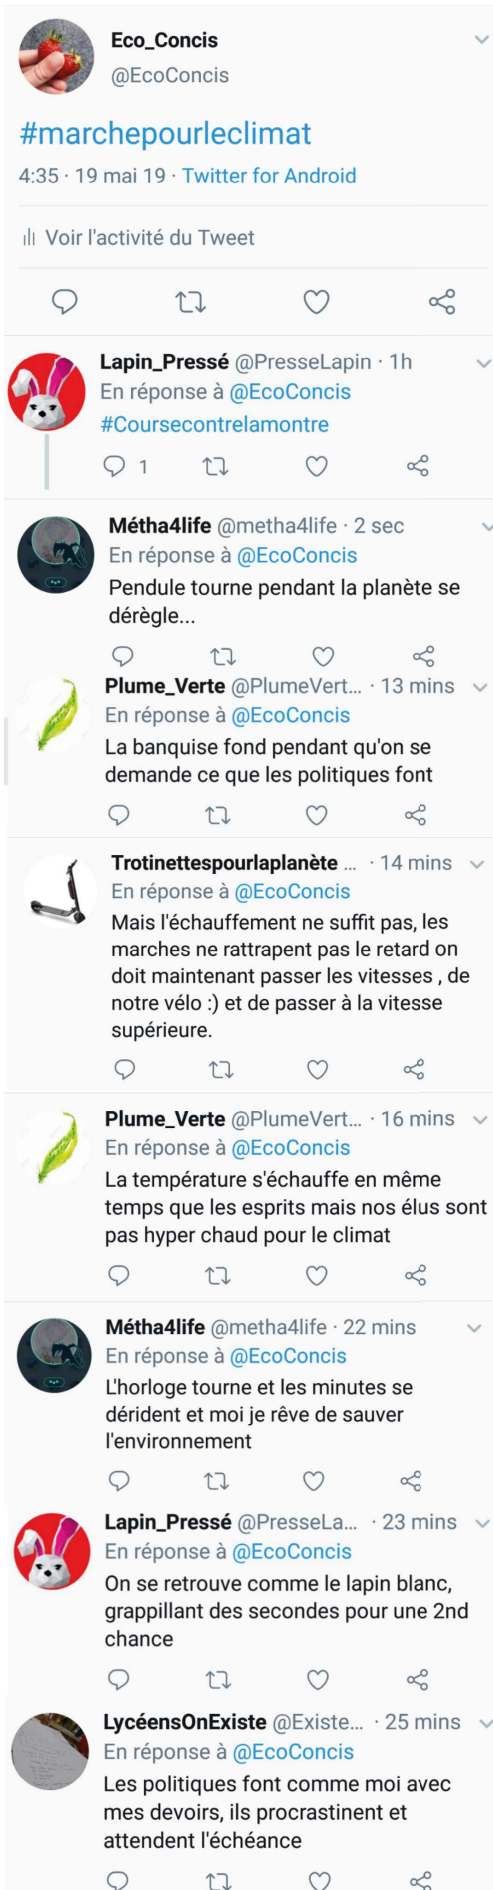 Eco_Concis
@EcoConcis
#marchepourleclimat
4:35 · 19 mai 19 · Twitter for Android
Voir l'activité du Tweet
Lapin_Pressé @PresseLapin · 1h
En réponse à @EcoConcis
#Coursecontrelamontre
1
Métha4life @metha4life · 2 sec
En réponse à @EcoConcis
Pendule tourne pendant la planète se
dérègle...
Plume_Verte @PlumeVert... · 13 mins
En réponse à @EcoConcis
La banquise fond pendant qu'on se
demande ce que les politiques font
Trotinettespourlaplanète ... · 14 mins
En réponse à @EcoConcis
Mais l'échauffement ne suffit pas, les
marches ne rattrapent pas le retard on
doit maintenant passer les vitesses , de
notre vélo :) et de passer à la vitesse
supérieure.
Plume_Verte @PlumeVert... · 16 mins
En réponse à @EcoConcis
La température s'échauffe en même
temps que les esprits mais nos élus sont
pas hyper chaud pour le climat
Métha4life @metha4life · 22 mins
En réponse à @EcoConcis
L'horloge tourne et les minutes se
dérident et moi je rêve de sauver
l'environnement
Lapin_Pressé @PresseLa... · 23 mins
En réponse à @EcoConcis
On se retrouve comme le lapin blanc,
grappillant des secondes pour une 2nd
chance
LycéensOnExiste @Existe... · 25 mins
En réponse à @EcoConcis
Les politiques font comme moi avec
mes devoirs, ils procrastinent et
attendent l'échéance